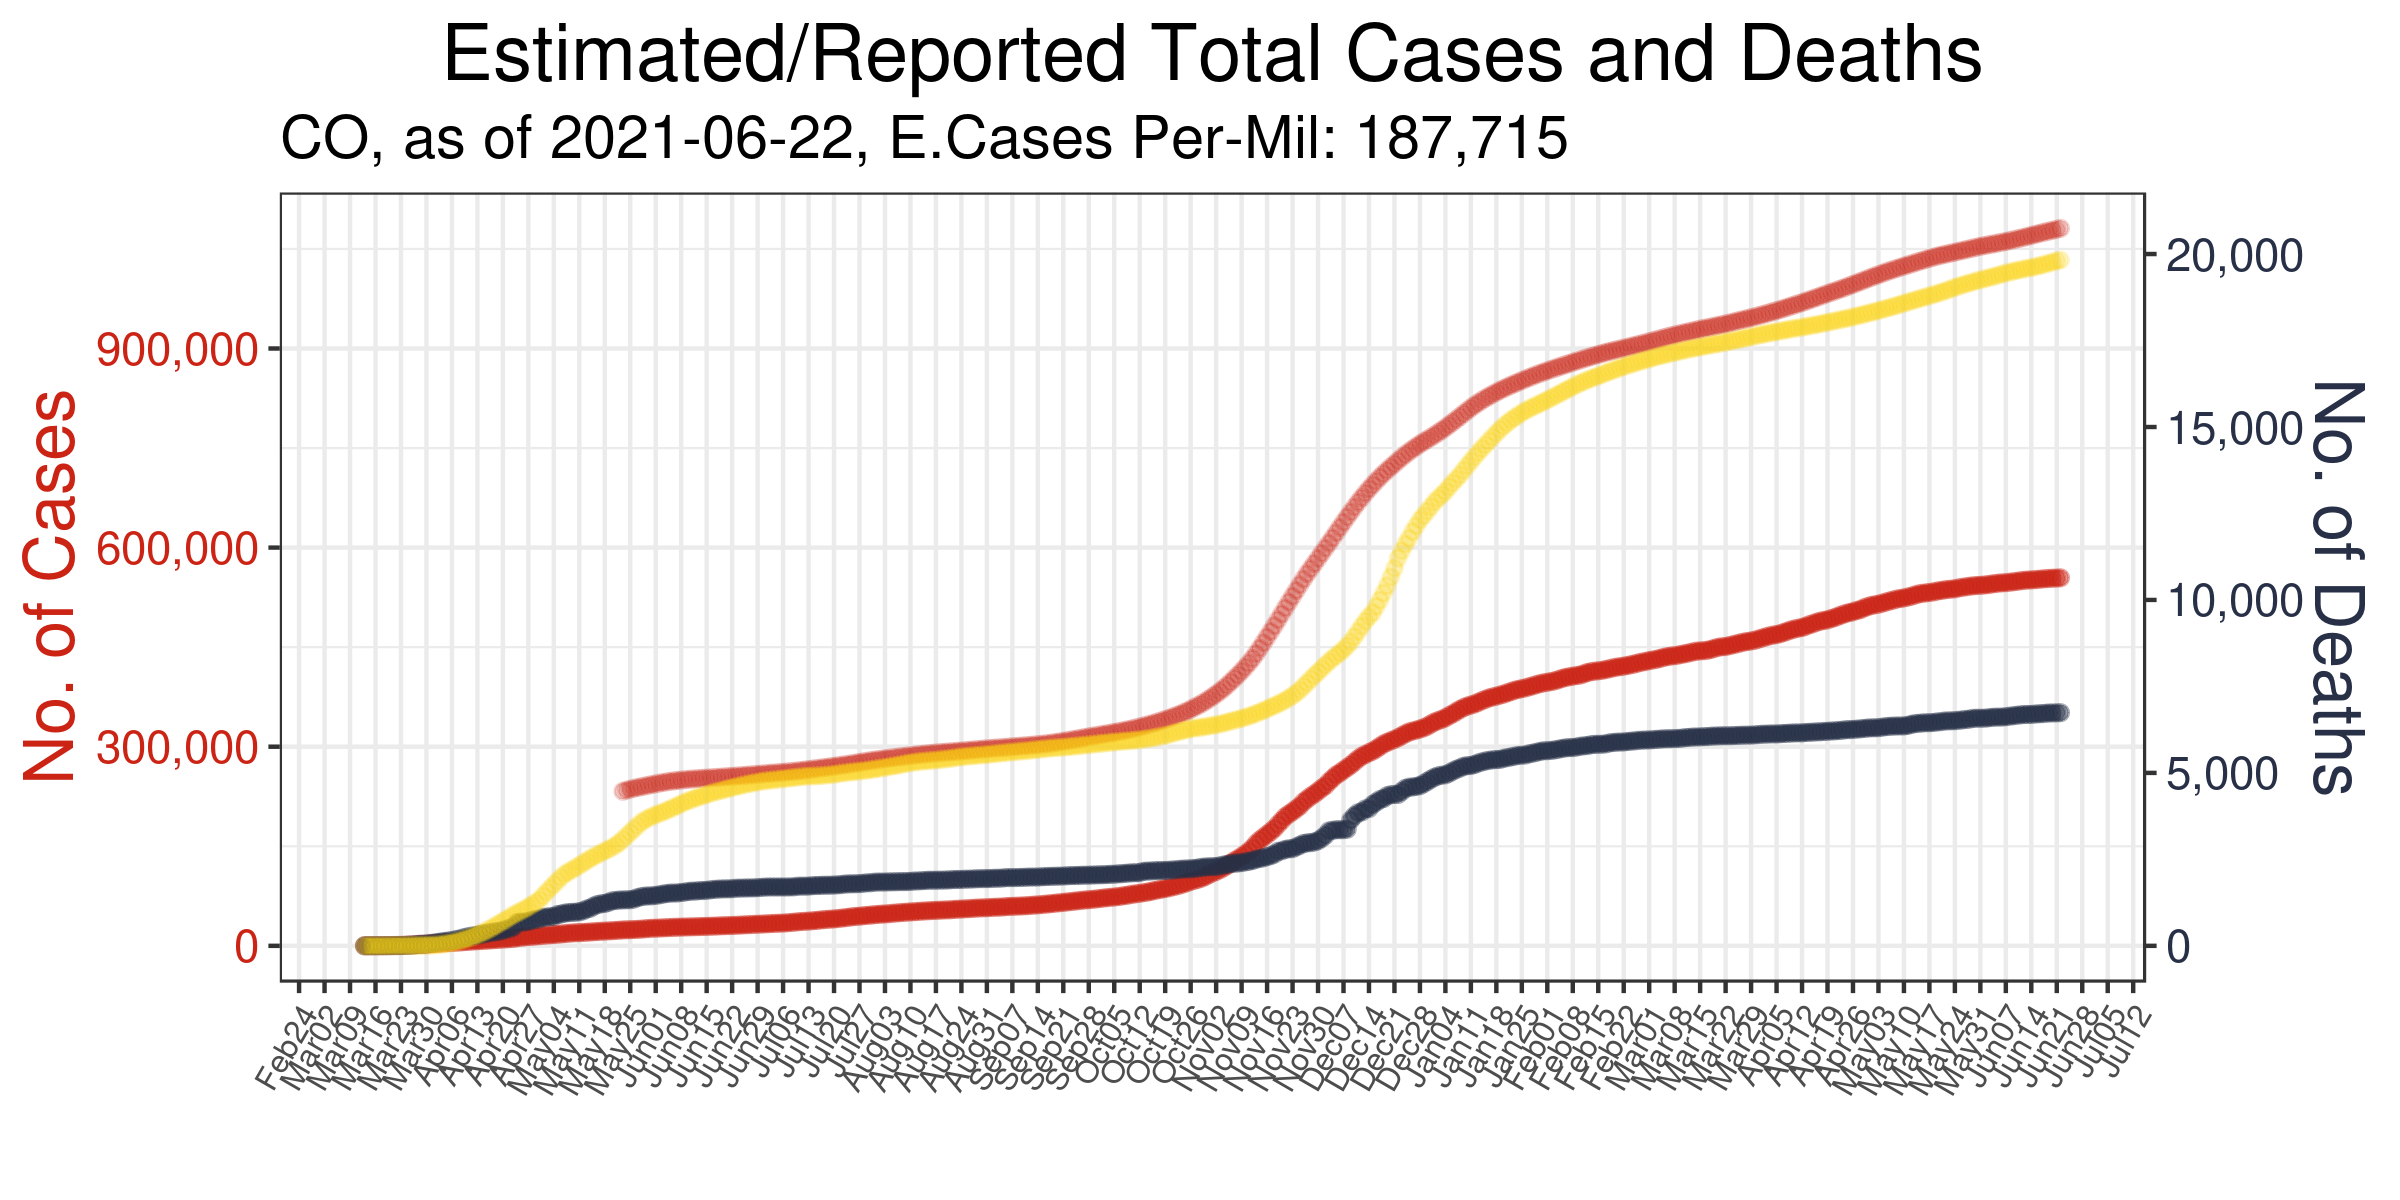 Estimated/Reported Total Cases and Deaths
CO, as of 2021-06-22, E.Cases Per-Mil: 187,715
No. of Cases
900,000
600,000
300,000
0
20,000
15,000
10,000
5,000
0
No. of Deaths
Feb24
Mar02
Mar09
Mar16
Mar23
Mar30
Apr06
Apr13
Apr20
Apr27
May04
May11
May18
May25
Jun01
Jun08
Jun15
Jun22
Jun29
Jul06
Jul13
Jul20
Jul27
Aug03
Aug10
Aug17
Aug24
Aug31
Sep07
Sep14
Sep21
Sep28
Oct05
Oct12
Oct19
Oct26
Nov02
Nov09
Nov16
Nov23
Nov30
Dec07
Dec14
Dec21
Dec28
Jan04
Jan11
Jan18
Jan25
Feb01
Feb08
Feb15
Feb22
Mar01
Mar08
Mar15
Mar22
Mar29
Apr05
Apr12
Apr19
Apr26
May03
May10
May17
May24
May31
Jun07
Jun14
Jun21
Jun28
Jul05
Jul12